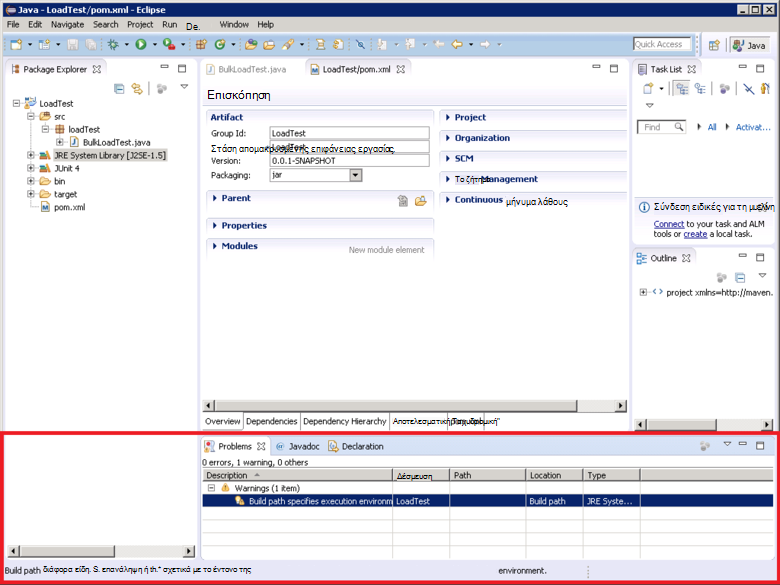 Java - LoadTest/pom.xml - Eclipse
File Edit Navigate Search Project Run De. Window Help
Quick Access Java
Package Explorer
LoadTest
src
loadTest
BulkLoadTest.java
JRE System Library [J2SE-1.5]
JUnit 4
bin
target
pom.xml
BulkLoadTest.java LoadTest/pom.xml
Επισκόπηση
Artifact
Group Id: LoadTest
Στάση απομακρυσμένης επιφάνειας εργασίας.
Version: 0.0.1-SNAPSHOT
Packaging: jar
Parent
Properties
Modules New module element
Project
Organization
SCM
Τα ζήτημα Management
Continuous μήνυμα λάθους
Overview Dependencies Dependency Hierarchy Αποτελεσματική
Task List
Find All Activat...
Σύνδεση ειδικές για τη
Connect to your task and ALM
tools or create a local task.
Outline
project xmlns=http://maven.
Problems Javadoc Declaration
0 errors, 1 warning, 0 others
Description Δέσμευση Path Location Type
Warnings (1 item)
Build path specifies execution environm LoadTest Build path JRE Syste...
Build path διάφορα είδη. S. επανάληψη ή th." σχετικά με το έντονο της environment.